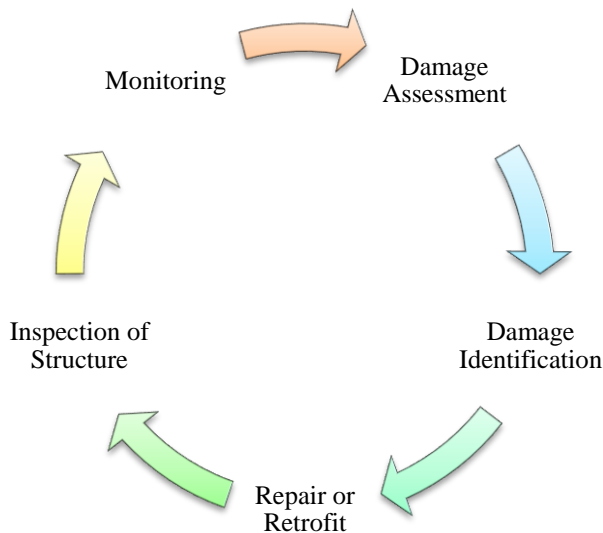 Monitoring
Damage
Assessment
Damage
Identification
Repair or
Retrofit
Inspection of
Structure